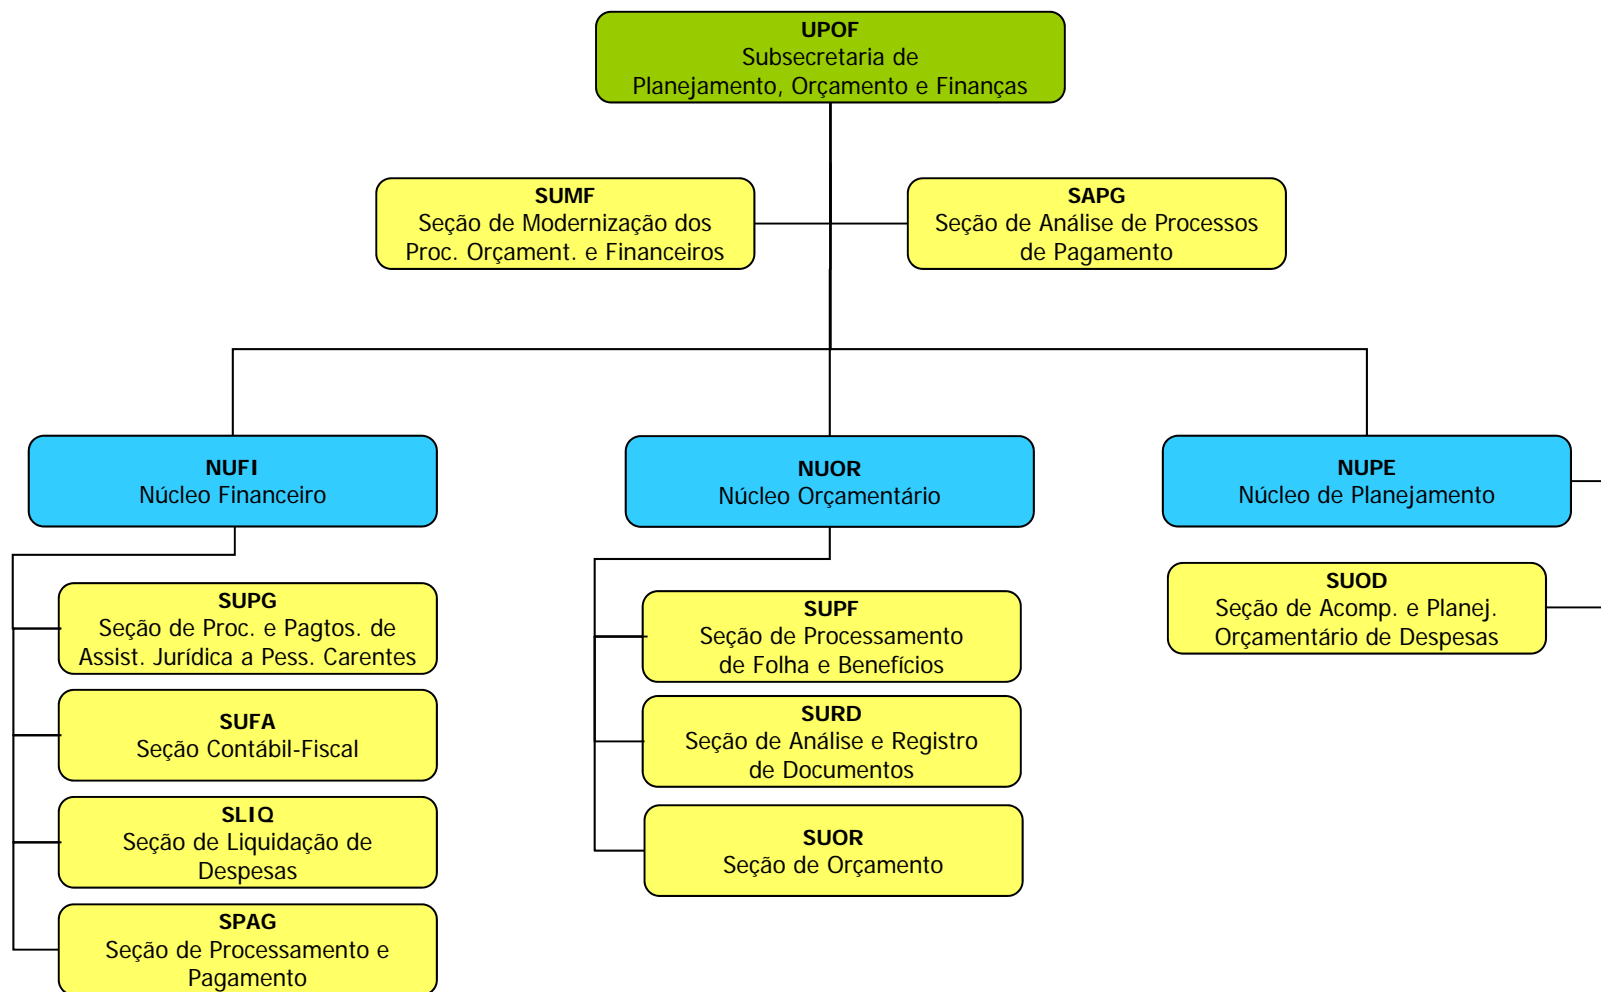 UPOF
Subsecretaria de
Planejamento, Orçamento e Finanças
SUMF
Seção de Modernização dos
Proc. Orçament. e Financeiros
SAPG
Seção de Análise de Processos
de Pagamento
NUFI
Núcleo Financeiro
NUOR
Núcleo Orçamentário
NUPE
Núcleo de Planejamento
SUPG
Seção de Proc. e Pagtos. de
Assist. Jurídica a Pess. Carentes
SUFA
Seção Contábil-Fiscal
SLIQ
Seção de Liquidação de
Despesas
SPAG
Seção de Processamento e
Pagamento
SUPF
Seção de Processamento
de Folha e Benefícios
SURD
Seção de Análise e Registro
de Documentos
SUOR
Seção de Orçamento
SUOD
Seção de Acomp. e Planej.
Orçamentário de Despesas